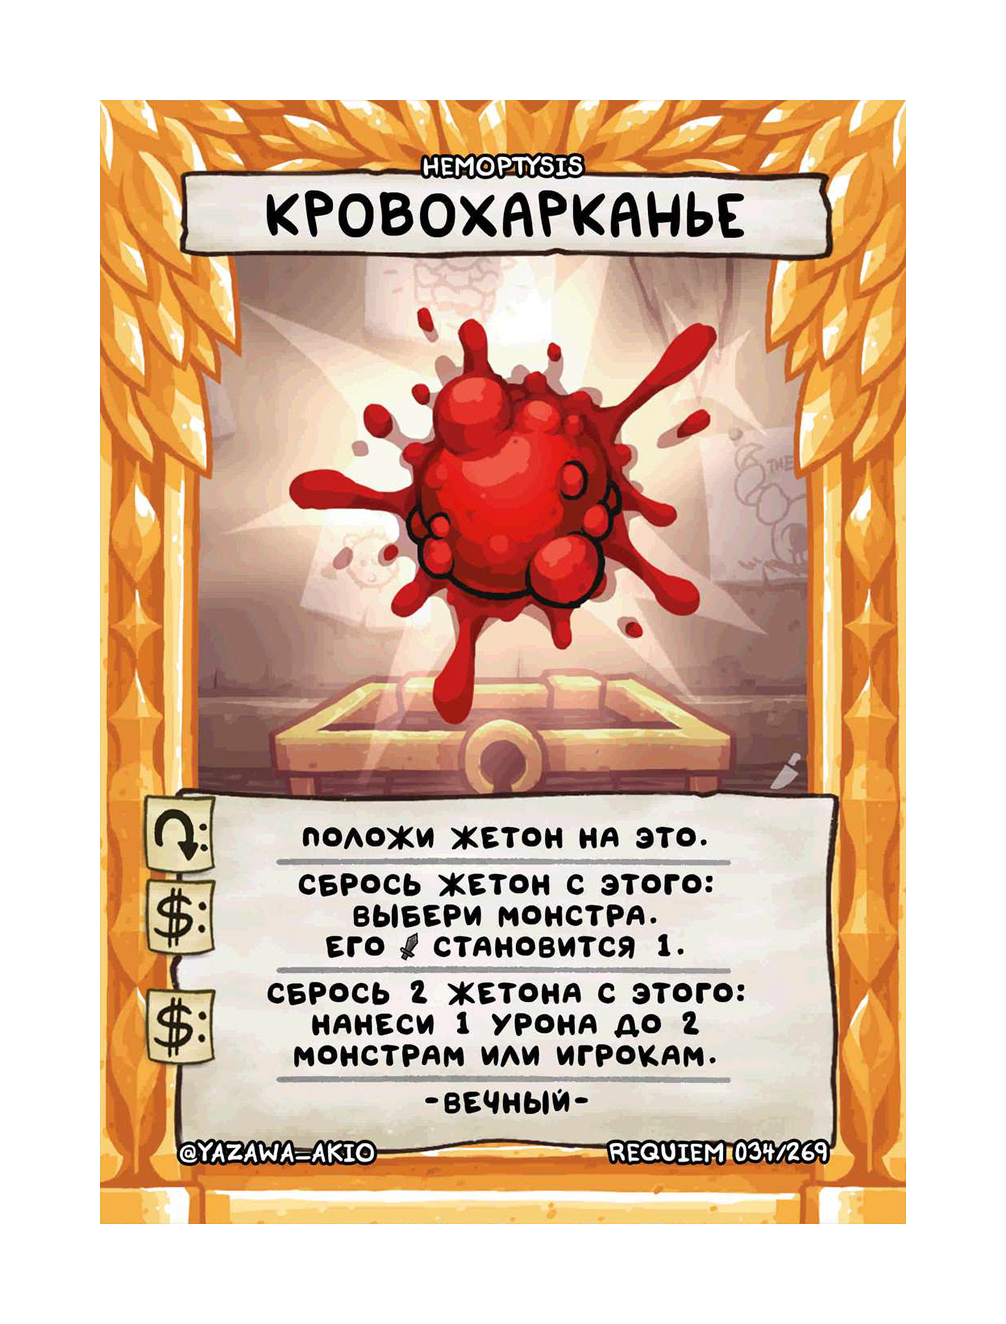 HEMOPTYSIS
КРОВОХАРКАНЬЕ
THE
ПОЛОЖИ ЖЕТОН НА ЭТО.
$:
СБРОСЬ ЖЕТОН С ЭТОГО:
ВЫБЕРИ МОНСТРА.
ЕГО СТАНОВИТСЯ 1.
$:
СБРОСЬ 2 ЖЕТОНА С ЭТОГО:
НАНЕСИ 1 УРОНА ДО 2
МОНСТРАМ ИЛИ ИГРОКАМ.
-ВЕЧНЫЙ-
@YAZAWA_AKIO
REQUIEM 034/269